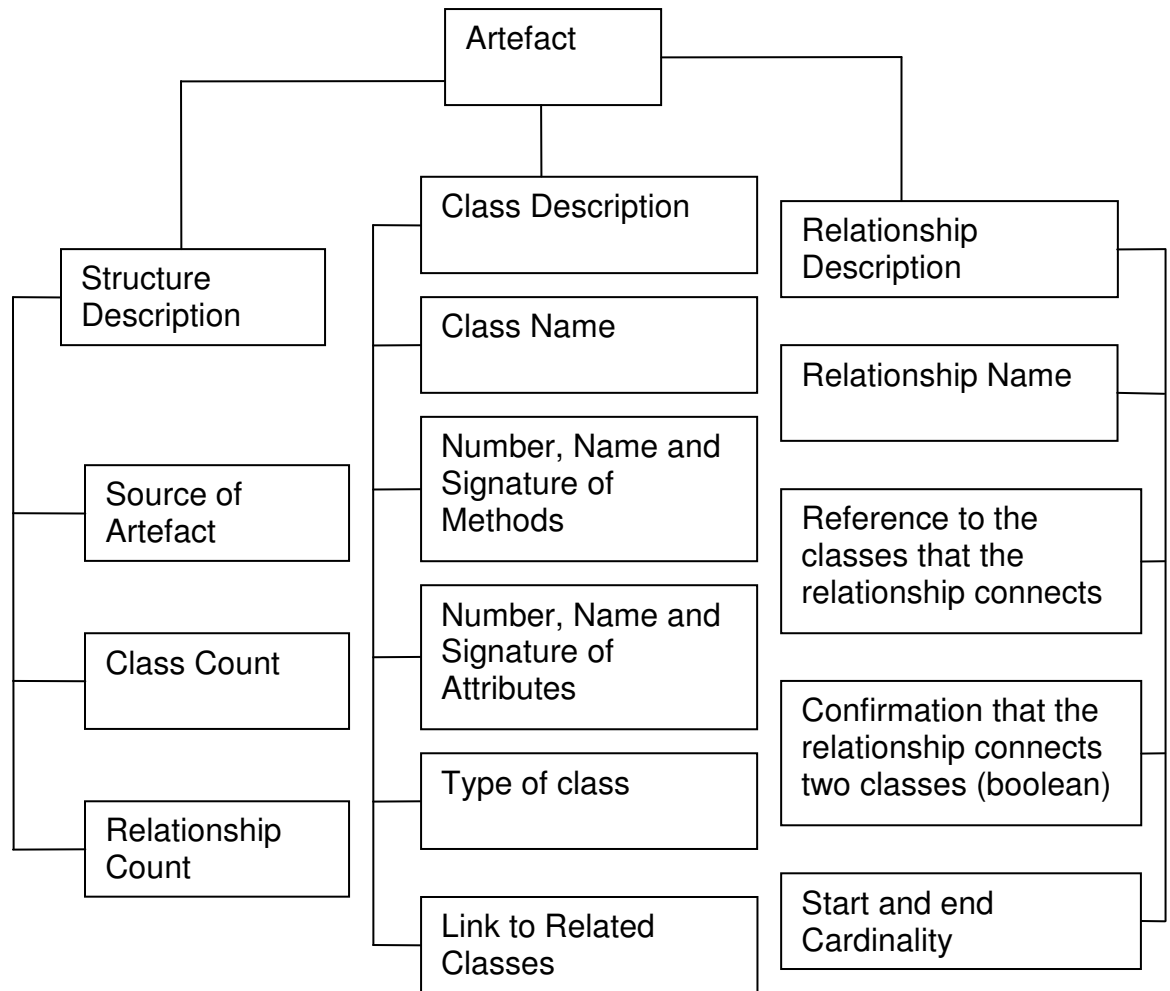 Artefact
Structure
Description
Source of
Artefact
Class Count
Relationship
Count
Class Description
Class Name
Number, Name and
Signature of
Methods
Number, Name and
Signature of
Attributes
Type of class
Link to Related
Classes
Relationship
Description
Relationship Name
Reference to the
classes that the
relationship connects
Confirmation that the
relationship connects
two classes (boolean)
Start and end
Cardinality